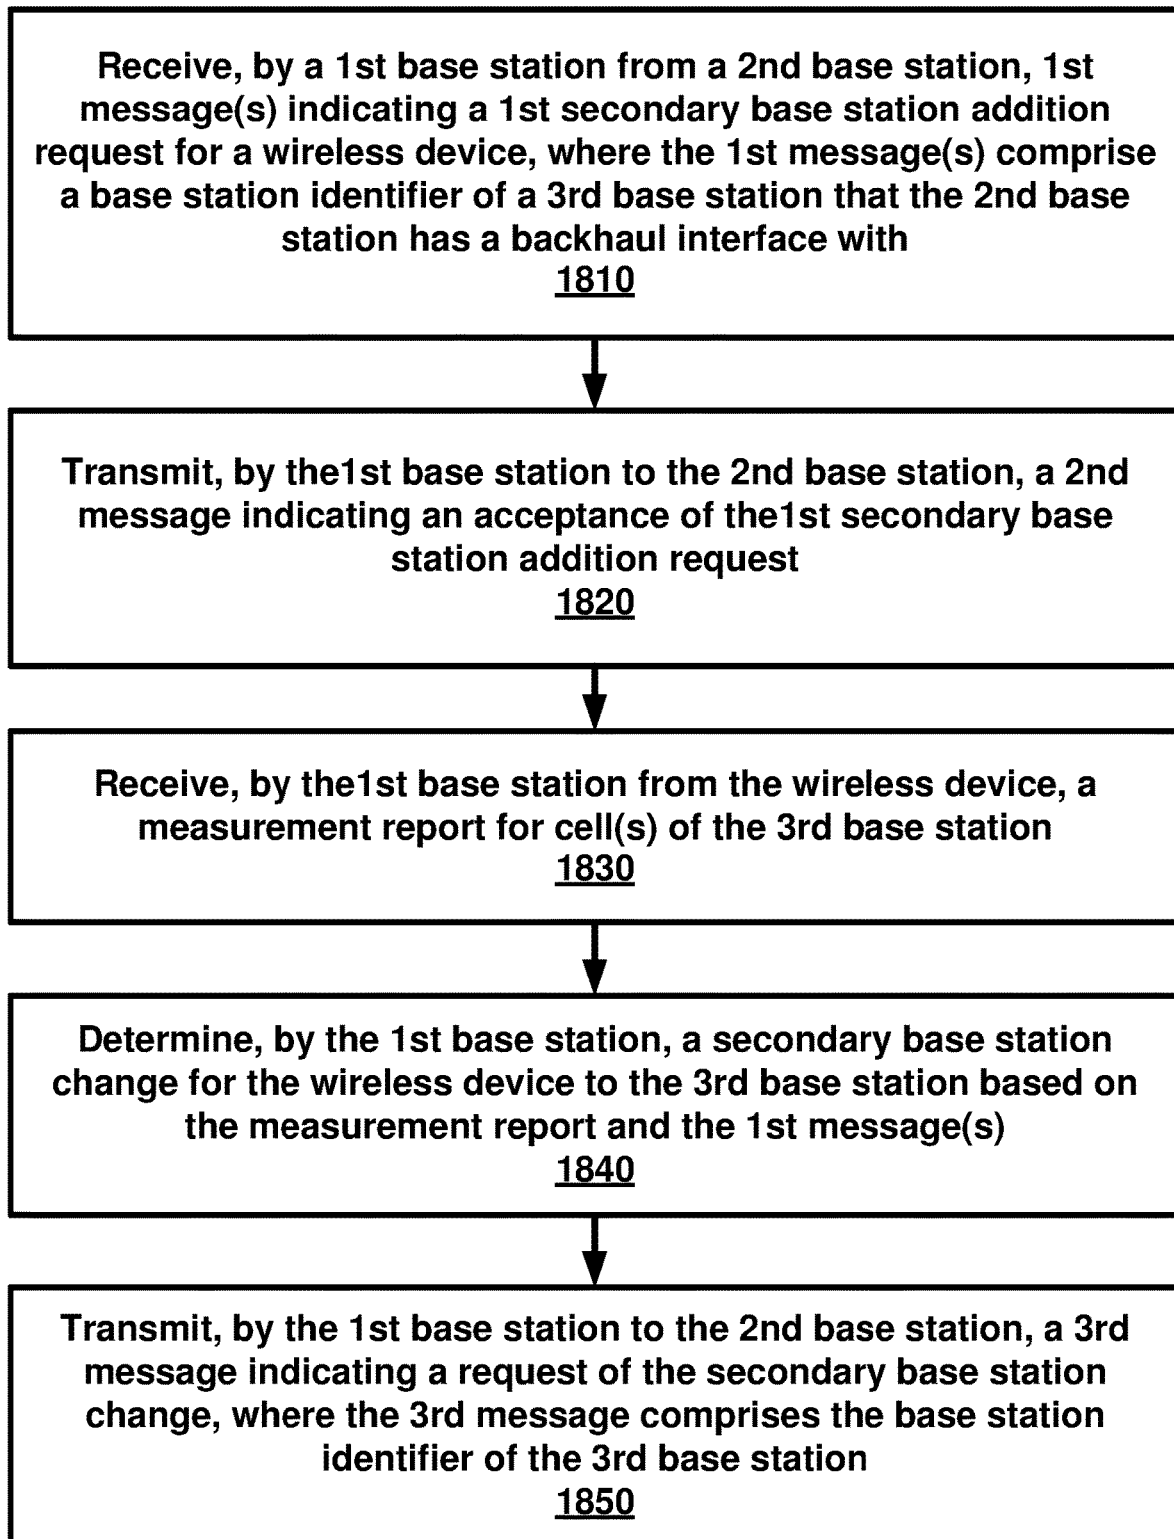 Receive, by a 1st base station from a 2nd base station, 1st
message(s) indicating a 1st secondary base station addition
request for a wireless device, where the 1st message(s) comprise
a base station identifier of a 3rd base station that the 2nd base
station has a backhaul interface with
1810
Transmit, by the1st base station to the 2nd base station, a 2nd
message indicating an acceptance of the1st secondary base
station addition request
1820
Receive, by the1st base station from the wireless device, a
measurement report for cell(s) of the 3rd base station
1830
Determine, by the 1st base station, a secondary base station
change for the wireless device to the 3rd base station based on
the measurement report and the 1st message(s)
1840
Transmit, by the 1st base station to the 2nd base station, a 3rd
message indicating a request of the secondary base station
change, where the 3rd message comprises the base station
identifier of the 3rd base station
1850